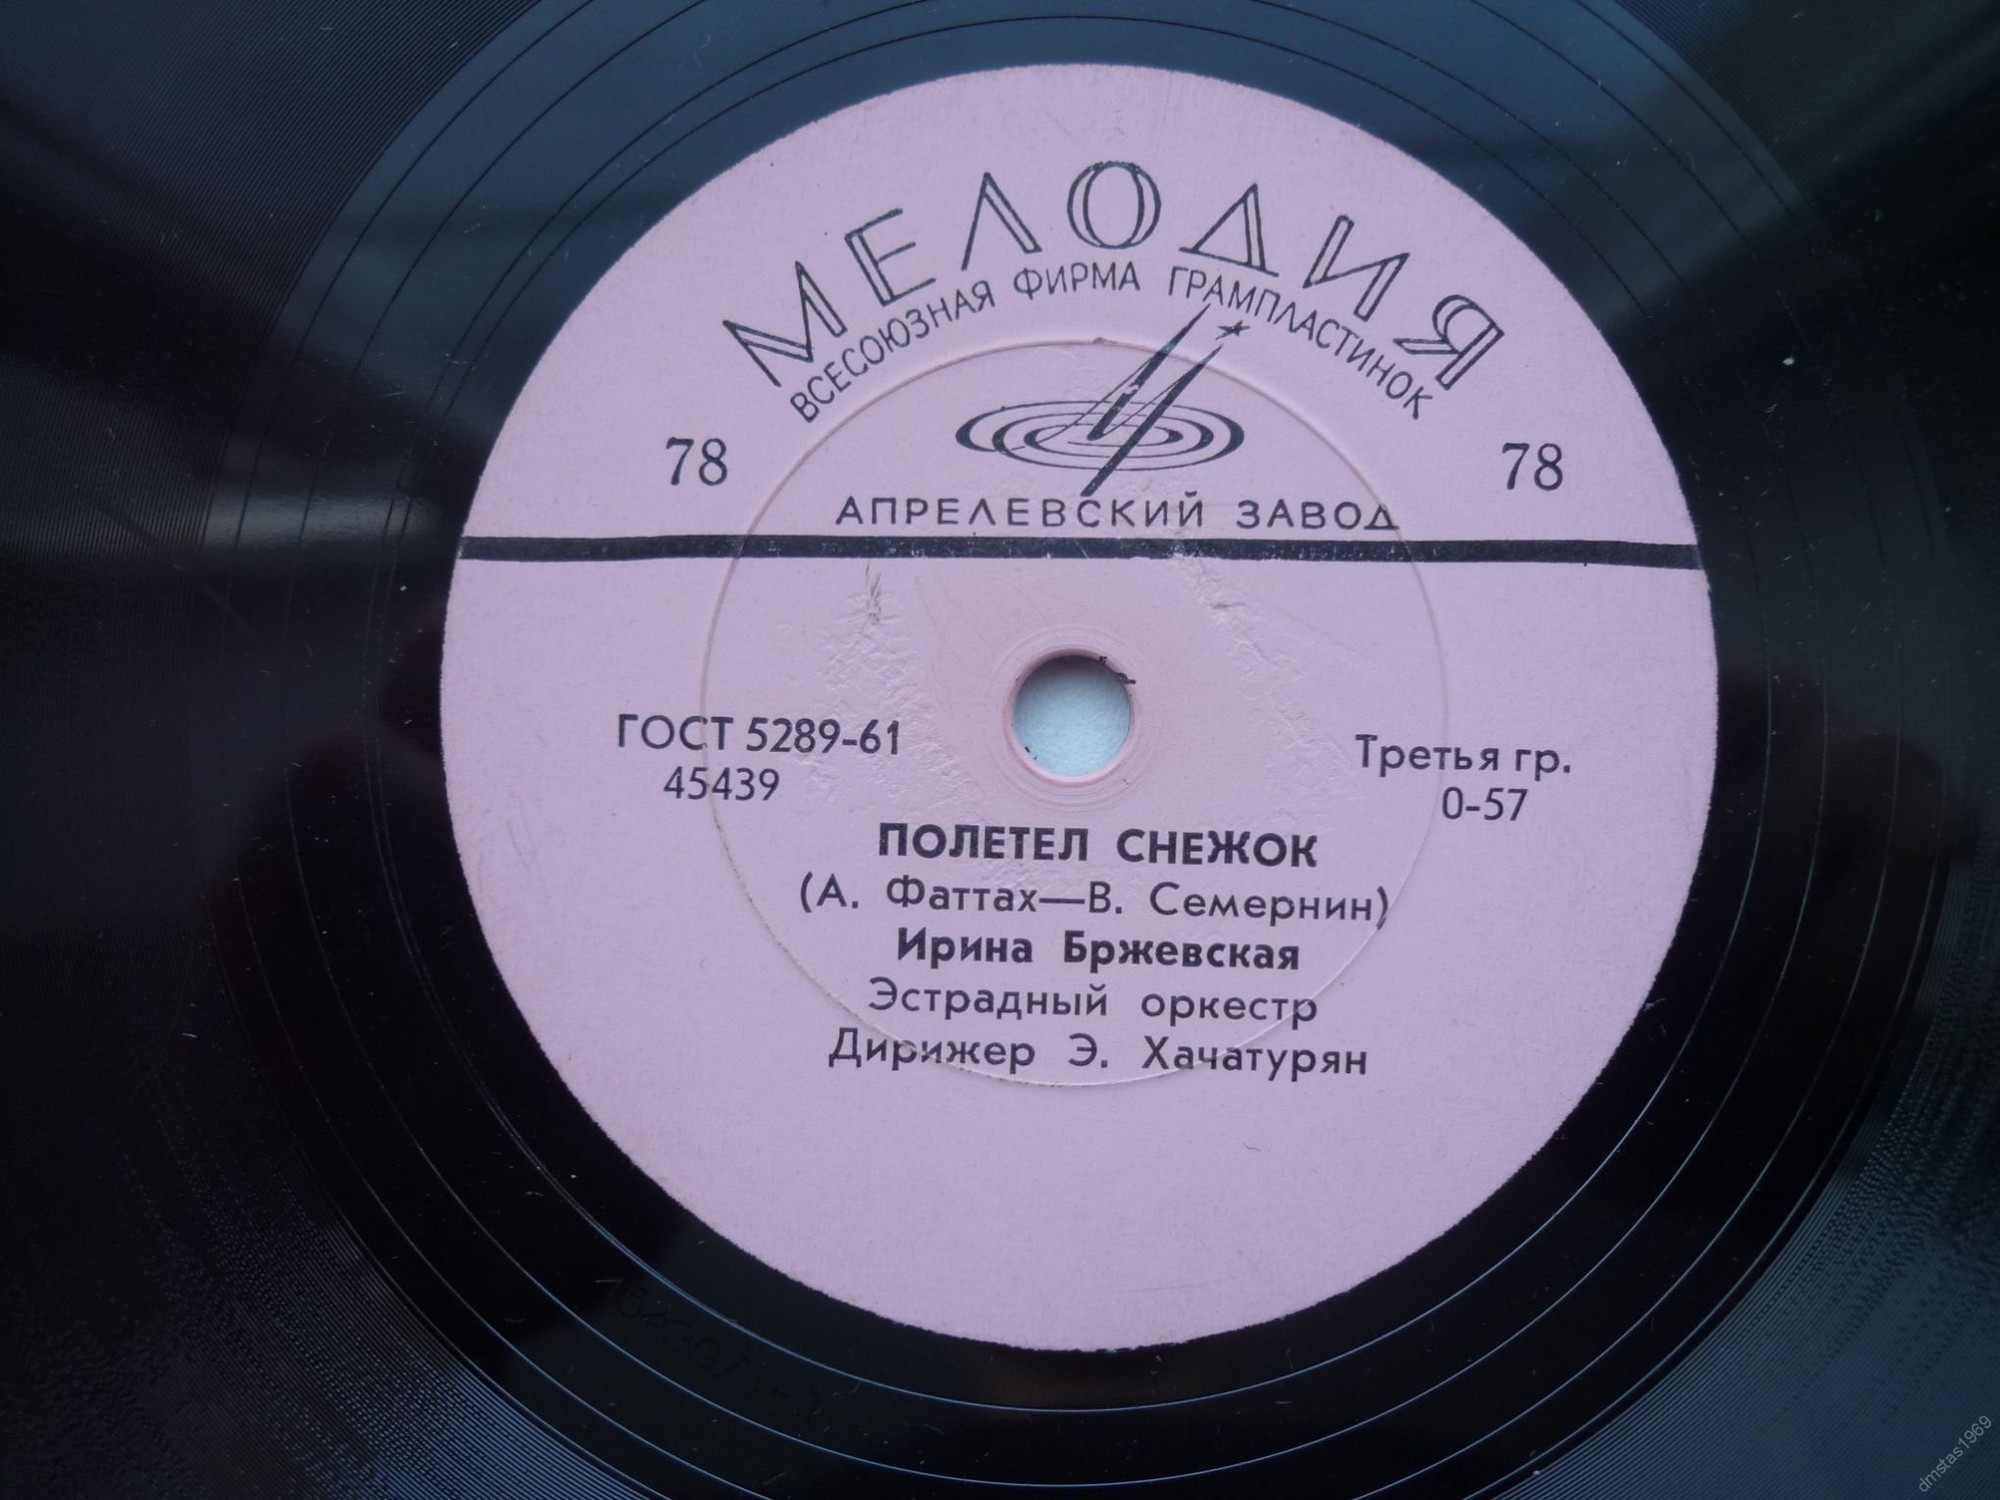 МЕЛОДИЯ
ВСЕСОЮЗНАЯ ФИРМА ГРАМПЛАСТИНОК
78 78
АПРЕЛЕВСКИЙ ЗАВОД
ГОСТ 5289-61 Третья гр.
45439 0-57
ПОЛЕТЕЛ СНЕЖОК
(А. Фаттах—В. Семернин)
Ирина Бржевская
Эстрадный оркестр
Дирижер Э. Хачатурян
dmstas1969